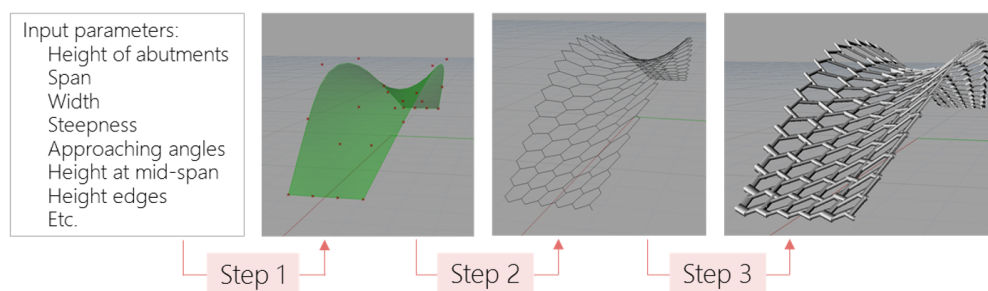 Input parameters:
Height of abutments
Span
Width
Steepness
Approaching angles
Height at mid-span
Height edges
Etc.
Step 1
Step 2
Step 3